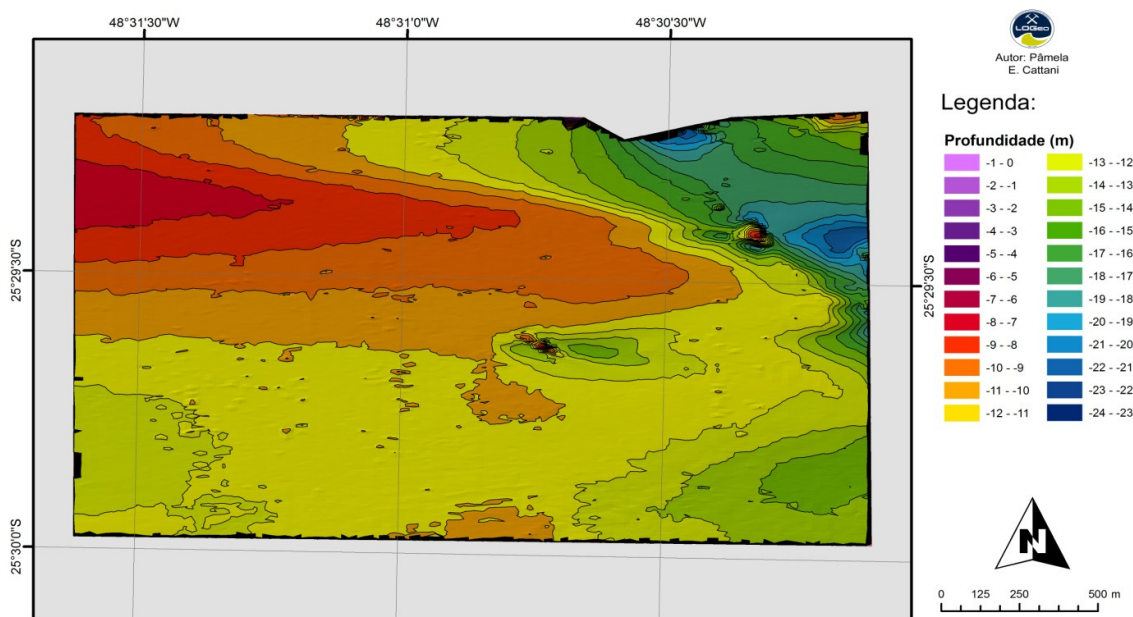 48°31'30"W
48°31'0"W
48°30'30"W
25°29'30"S
25°30'0"S
25°29'30"S
LOGeo
Autor: Pâmela
E. Cattani
Legenda:
Profundidade (m)
-1 - 0
-2 - -1
-3 - -2
-4 - -3
-5 - -4
-6 - -5
-7 - -6
-8 - -7
-9 - -8
-10 - -9
-11 - -10
-12 - -11
-13 - -12
-14 - -13
-15 - -14
-16 - -15
-17 - -16
-18 - -17
-19 - -18
-20 - -19
-21 - -20
-22 - -21
-23 - -22
-24 - -23
N
0 125 250 500 m